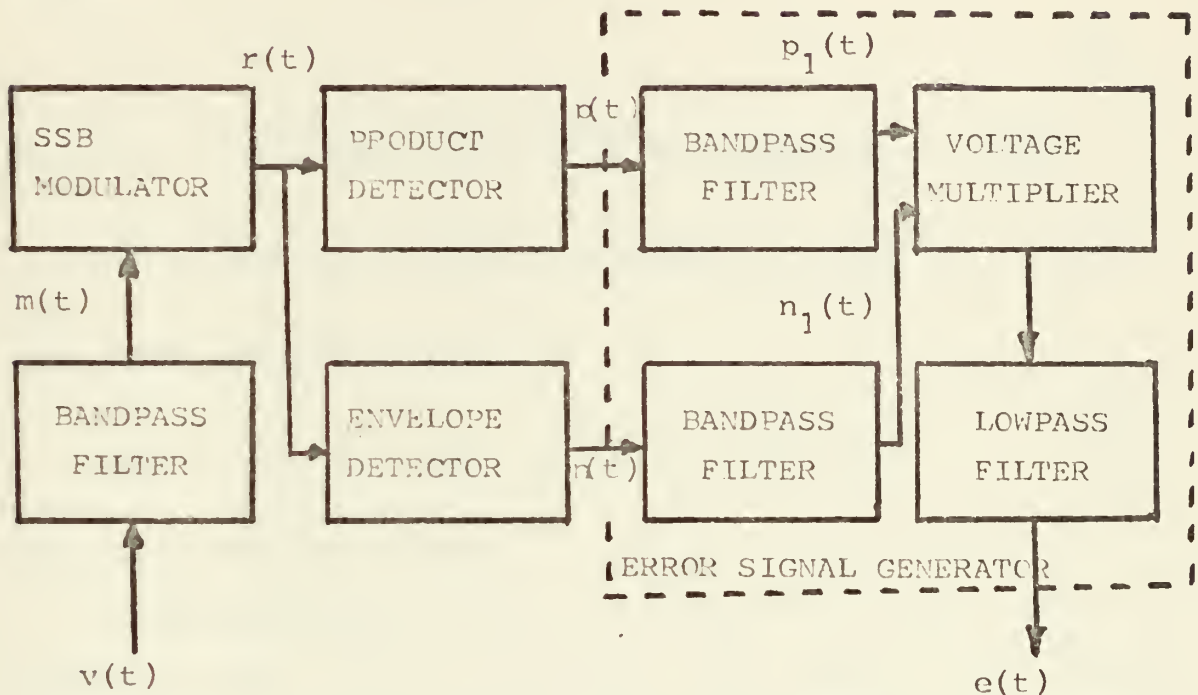 r(t)
p₁(t)
SSB
MODULATOR
PRODUCT
DETECTOR
p(t)
BANDPASS
FILTER
VOLTAGE
MULTIPLIER
m(t)
n₁(t)
BANDPASS
FILTER
ENVELOPE
DETECTOR
n(t)
BANDPASS
FILTER
LOWPASS
FILTER
ERROR SIGNAL GENERATOR
v(t)
e(t)